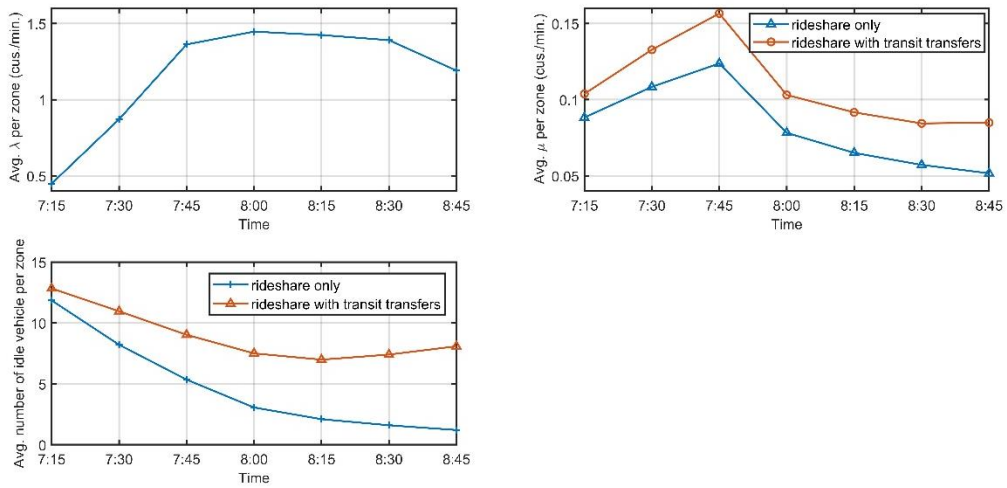 Avg. λ per zone (cus./min.)
1.5
1
0.5
7:15 7:30 7:45 8:00 8:15 8:30 8:45
Time
Avg. μ per zone (cus./min.)
0.15
0.1
0.05
rideshare only
rideshare with transit transfers
7:15 7:30 7:45 8:00 8:15 8:30 8:45
Time
Avg. number of idle vehicle per zone
15
10
5
0
rideshare only
rideshare with transit transfers
7:15 7:30 7:45 8:00 8:15 8:30 8:45
Time